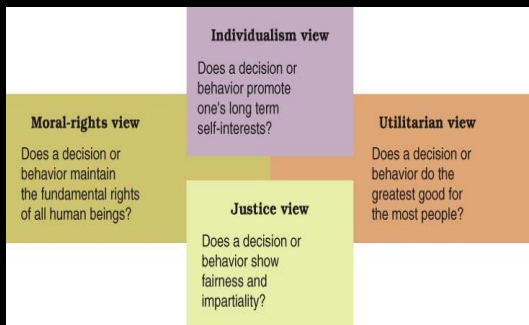 Individualism view
Does a decision or
behavior promote
one's long term
self-interests?
Moral-rights view
Does a decision or
behavior maintain
the fundamental rights
of all human beings?
Utilitarian view
Does a decision or
behavior do the
greatest good for
the most people?
Justice view
Does a decision or
behavior show
fairness and
impartiality?